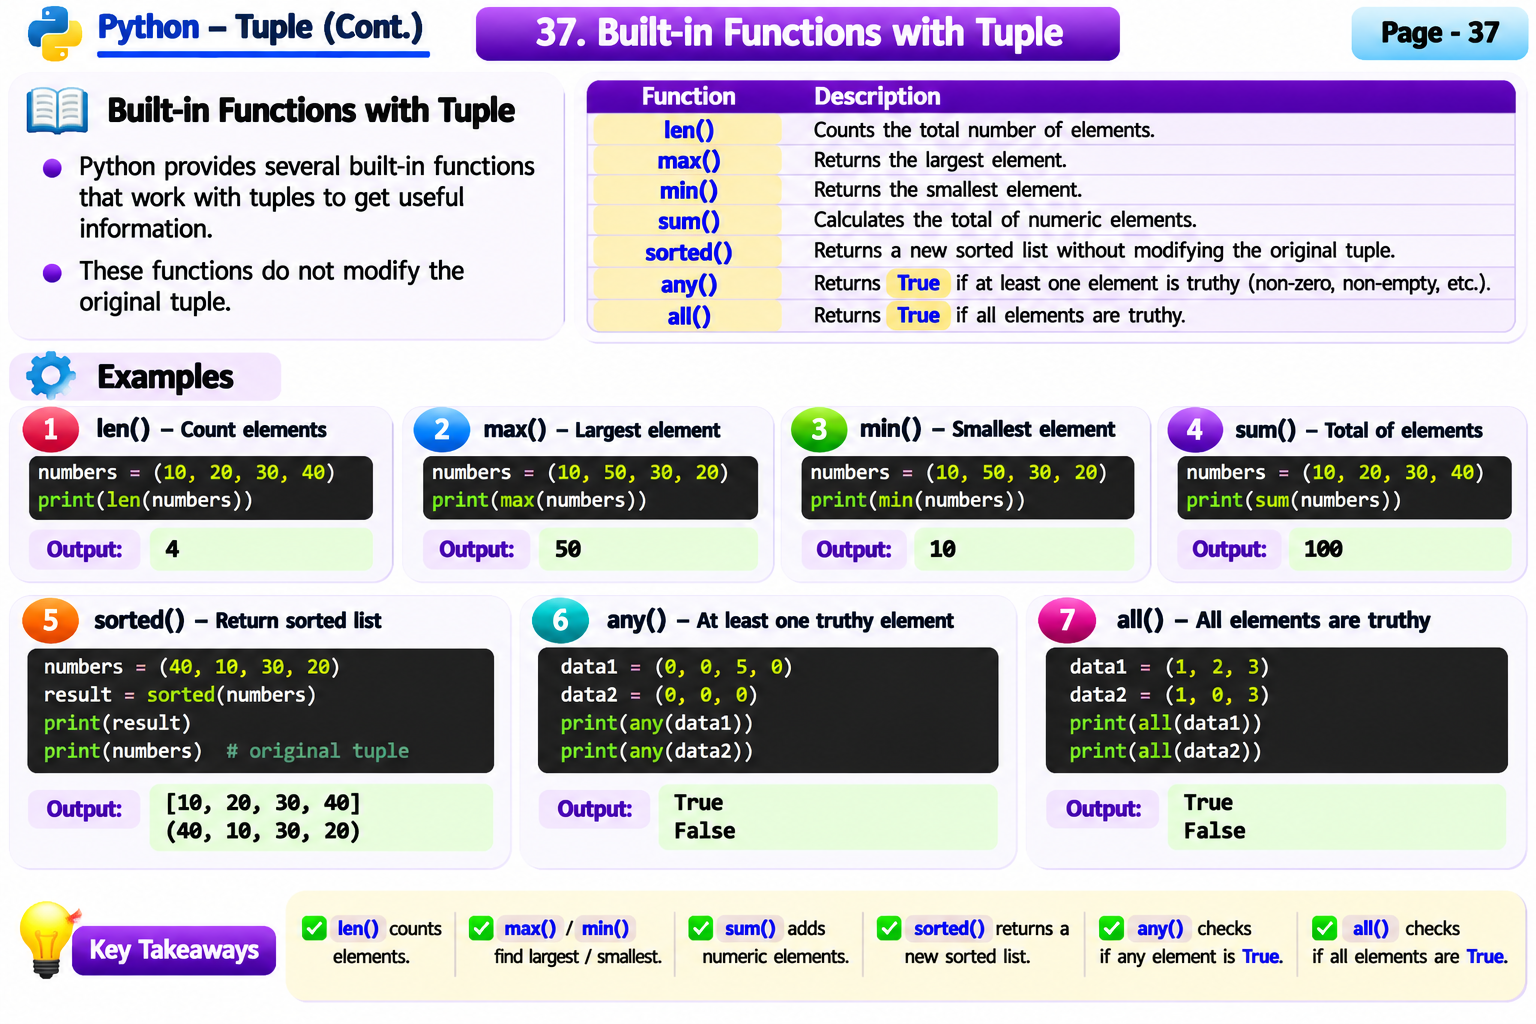 Python – Tuple (Cont.)
37. Built-in Functions with Tuple
Page - 37
Built-in Functions with Tuple
Python provides several built-in functions
that work with tuples to get useful
information.
These functions do not modify the
original tuple.
Function Description
len() Counts the total number of elements.
max() Returns the largest element.
min() Returns the smallest element.
sum() Calculates the total of numeric elements.
sorted() Returns a new sorted list without modifying the original tuple.
any() Returns True if at least one element is truthy (non-zero, non-empty, etc.).
all() Returns True if all elements are truthy.
Examples
1 len() – Count elements
numbers = (10, 20, 30, 40)
print(len(numbers))
Output: 4
2 max() – Largest element
numbers = (10, 50, 30, 20)
print(max(numbers))
Output: 50
3 min() – Smallest element
numbers = (10, 50, 30, 20)
print(min(numbers))
Output: 10
4 sum() – Total of elements
numbers = (10, 20, 30, 40)
print(sum(numbers))
Output: 100
5 sorted() – Return sorted list
numbers = (40, 10, 30, 20)
result = sorted(numbers)
print(result)
print(numbers) # original tuple
Output: [10, 20, 30, 40]
(40, 10, 30, 20)
6 any() – At least one truthy element
data1 = (0, 0, 5, 0)
data2 = (0, 0, 0)
print(any(data1))
print(any(data2))
Output: True
False
7 all() – All elements are truthy
data1 = (1, 2, 3)
data2 = (1, 0, 3)
print(all(data1))
print(all(data2))
Output: True
False
Key Takeaways
len() counts
elements.
max() / min()
find largest / smallest.
sum() adds
numeric elements.
sorted() returns a
new sorted list.
any() checks
if any element is True.
all() checks
if all elements are True.